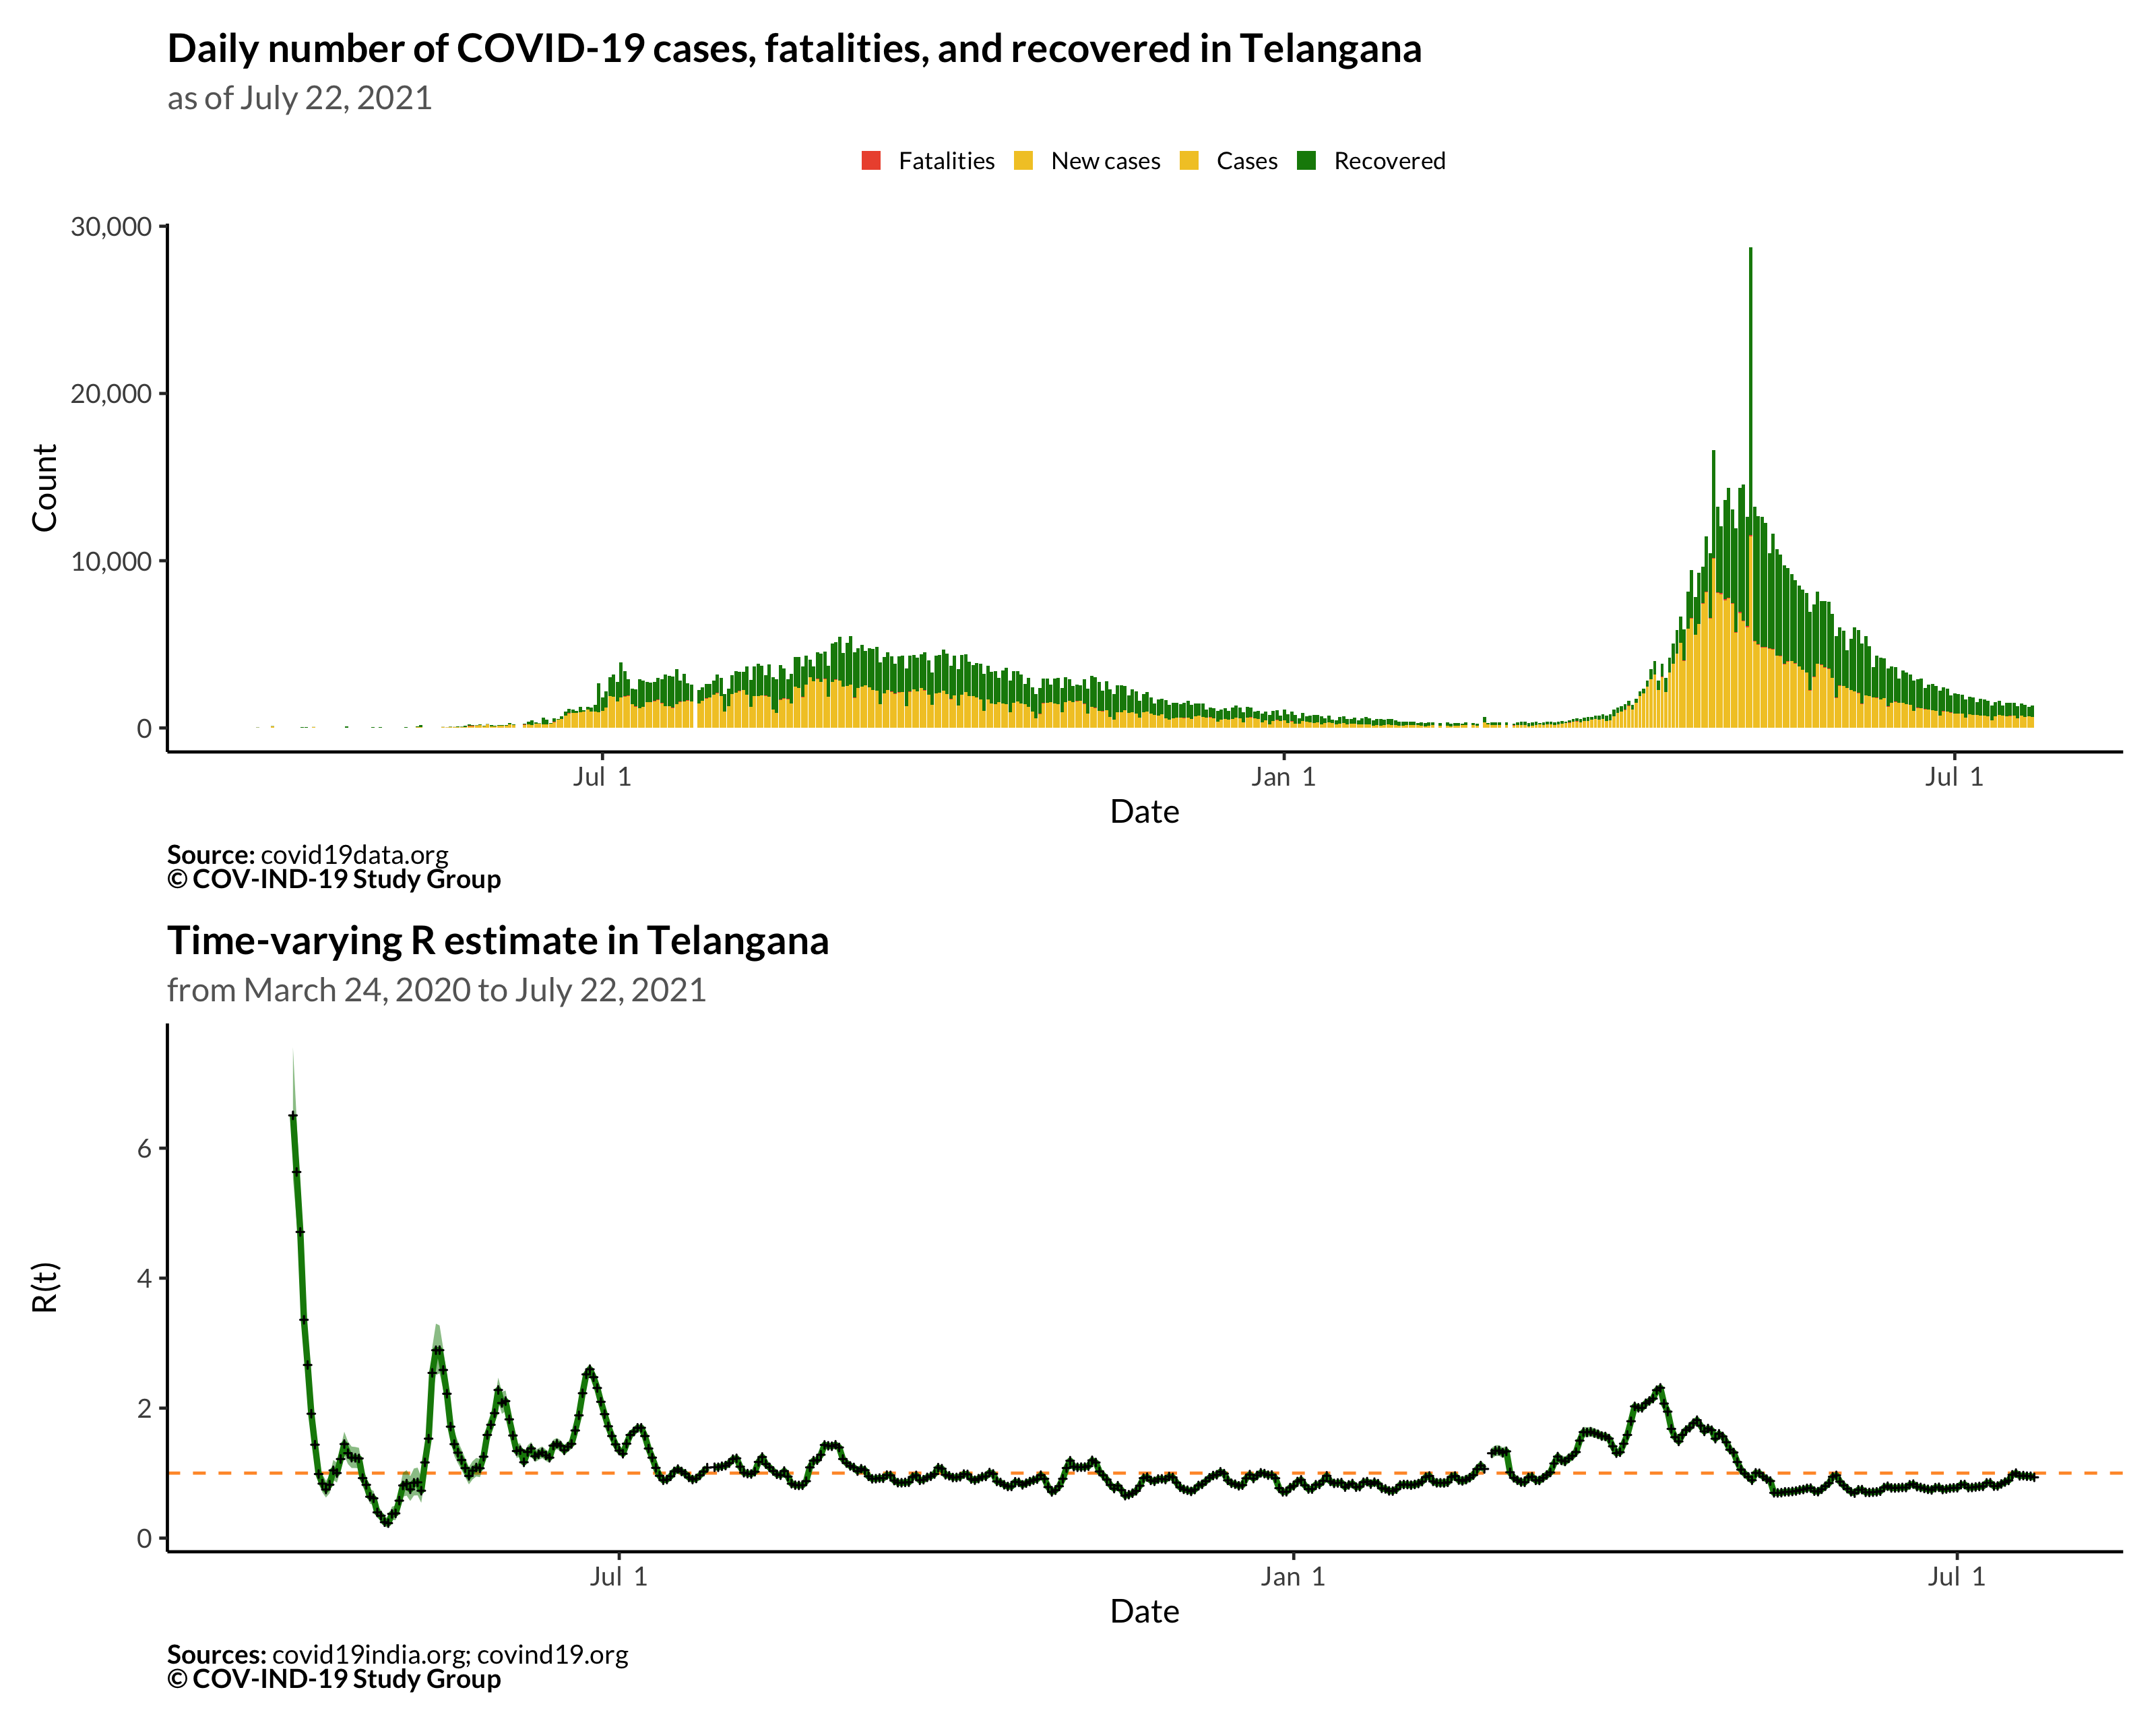 Daily number of COVID-19 cases, fatalities, and recovered in Telangana
as of July 22, 2021
Fatalities New cases Cases Recovered
30,000
20,000
10,000
0
Count
Jul 1 Jan 1 Jul 1
Date
Source: covid19data.org
© COV-IND-19 Study Group
Time-varying R estimate in Telangana
from March 24, 2020 to July 22, 2021
6
4
2
0
R(t)
Jul 1 Jan 1 Jul 1
Date
Sources: covid19india.org; covind19.org
© COV-IND-19 Study Group